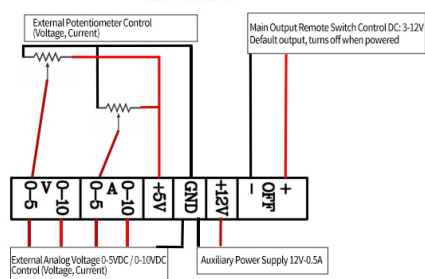 External Potentiometer Control
(Voltage, Current)
Main Output Remote Switch Control DC: 3-12V
Default output, turns off when powered
0-5
V
0-10
0-5
A
0-10
+5V
GND
+12V
-
OFF
+
External Analog Voltage 0-5VDC / 0-10VDC
Control (Voltage, Current)
Auxiliary Power Supply 12V-0.5A